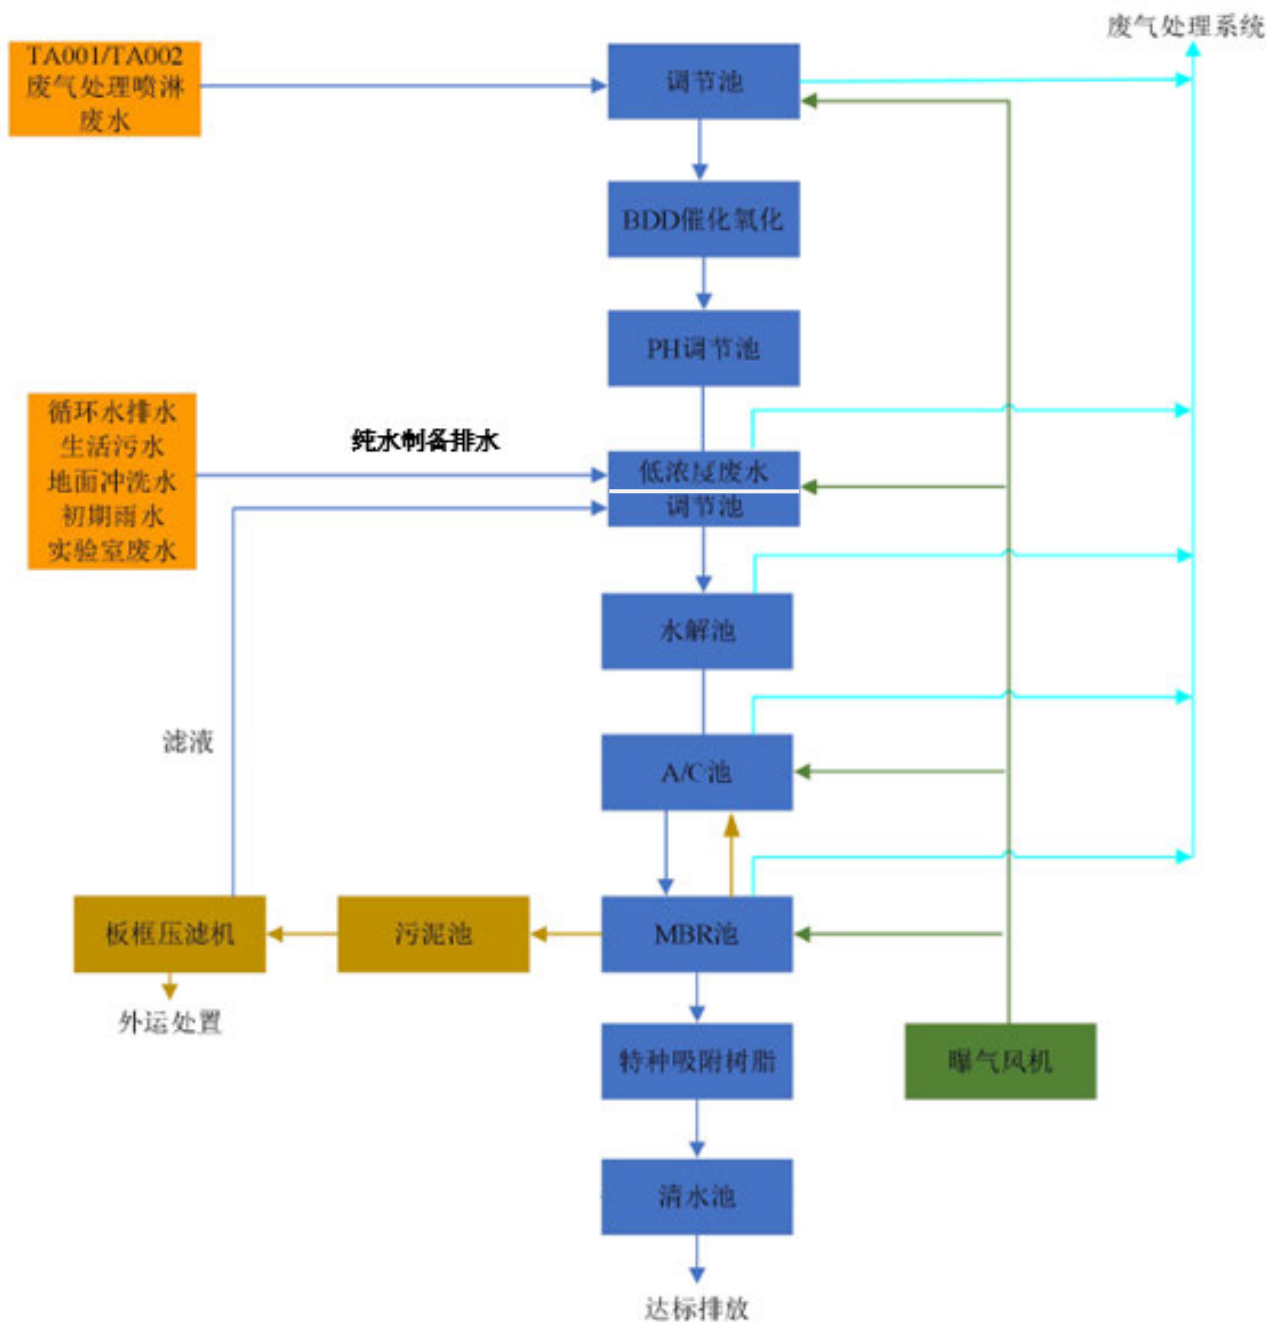 废气处理系统
TA001/TA002
废气处理喷淋
废水
调节池
BDD催化氧化
PH调节池
循环水排水
生活污水
地面冲洗水
初期雨水
实验室废水
纯水制备排水
低浓度废水
调节池
水解池
滤液
A/O池
板框压滤机
污泥池
MBR池
外运处置
特种吸附树脂
曝气风机
清水池
达标排放